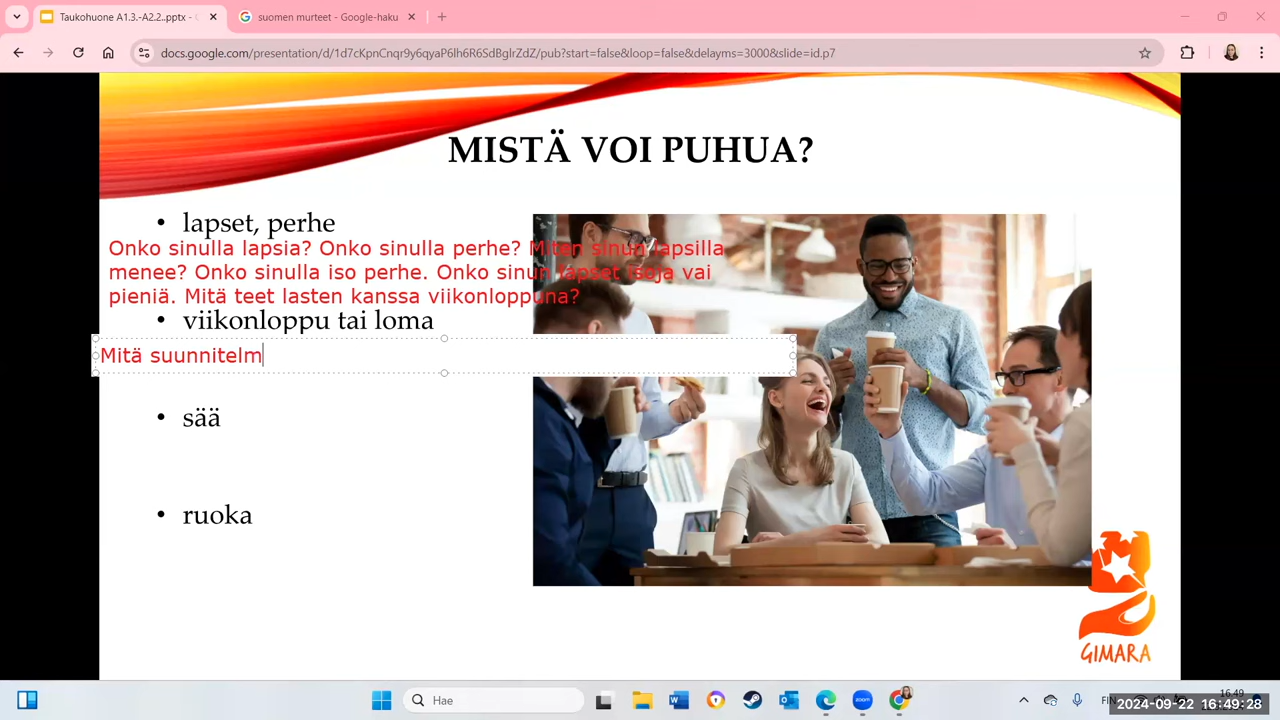 Taukohuone A1.3.-A2.2..pptx -
suomen murteet - Google-haku
docs.google.com/presentation/d/1d7cKpnCnqr9y6qyaP6lh6R6SdBglrZdZ/pub?start=false&loop=false&delayms=3000&slide=id.p7
MISTÄ VOI PUHUA?
• lapset, perhe
Onko sinulla lapsia? Onko sinulla perhe? Miten sinun lapsilla
menee? Onko sinulla iso perhe. Onko sinun lapset isoja vai
pieniä. Mitä teet lasten kanssa viikonloppuna?
• viikonloppu tai loma
Mitä suunnitelm
• sää
• ruoka
GIMARA
Hae
FIN
16.49
2024-09-22 16:49:28